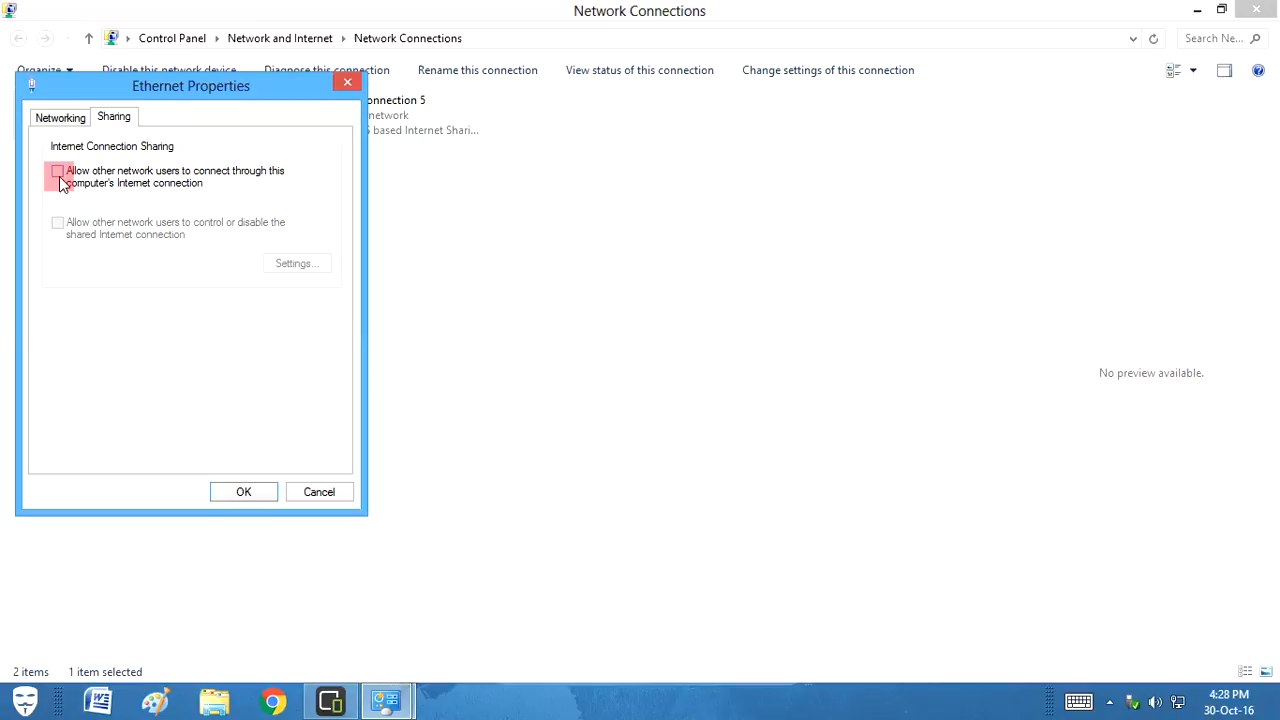 Network Connections
Control Panel Network and Internet Network Connections Search Ne...
Organize Disable this network device Diagnose this connection Rename this connection View status of this connection Change settings of this connection
Ethernet Properties
onnection 5
network
based Internet Shari...
Networking Sharing
Internet Connection Sharing
Allow other network users to connect through this
computer's Internet connection
Allow other network users to control or disable the
shared Internet connection
Settings...
No preview available.
OK Cancel
2 items 1 item selected
4:28 PM
30-Oct-16